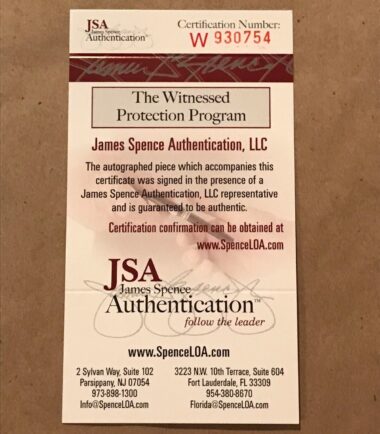 JSA
James Spence
Authentication
Certification Number:
W 930754
James Spence
The Witnessed
Protection Program
James Spence Authentication, LLC
The autographed piece which accompanies this
certificate was signed in the presence of a
James Spence Authentication, LLC representative
and is guaranteed to be authentic.
Certification confirmation can be obtained at
www.SpenceLOA.com
JSA
James Spence
Authentication™
follow the leader
www.SpenceLOA.com
2 Sylvan Way, Suite 102
Parsippany, NJ 07054
973-898-1300
Info@SpenceLOA.com
3223 N.W. 10th Terrace, Suite 604
Fort Lauderdale, FL 33309
954-380-8670
Florida@SpenceLOA.com